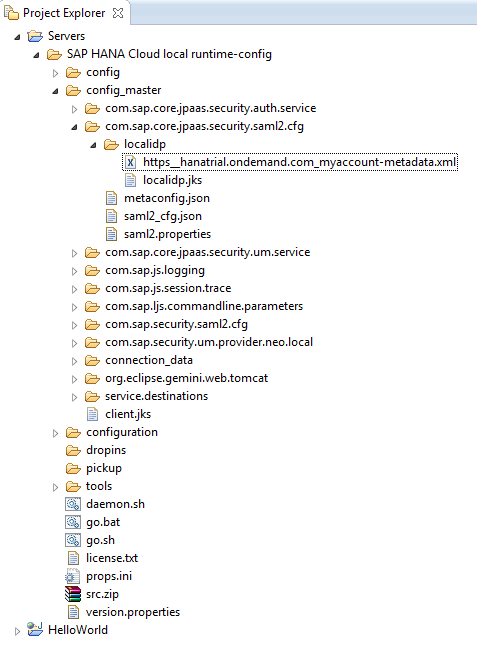 Project Explorer
Servers
SAP HANA Cloud local runtime-config
config
config_master
com.sap.core.jpaas.security.auth.service
com.sap.core.jpaas.security.saml2.cfg
localidp
https__hanatrial.ondemand.com_myaccount-metadata.xml
localidp.jks
metaconfig.json
saml2_cfg.json
saml2.properties
com.sap.core.jpaas.security.um.service
com.sap.js.logging
com.sap.js.session.trace
com.sap.ljs.commandline.parameters
com.sap.security.saml2.cfg
com.sap.security.um.provider.neo.local
connection_data
org.eclipse.gemini.web.tomcat
service.destinations
client.jks
configuration
dropins
pickup
tools
daemon.sh
go.bat
go.sh
license.txt
props.ini
src.zip
version.properties
HelloWorld